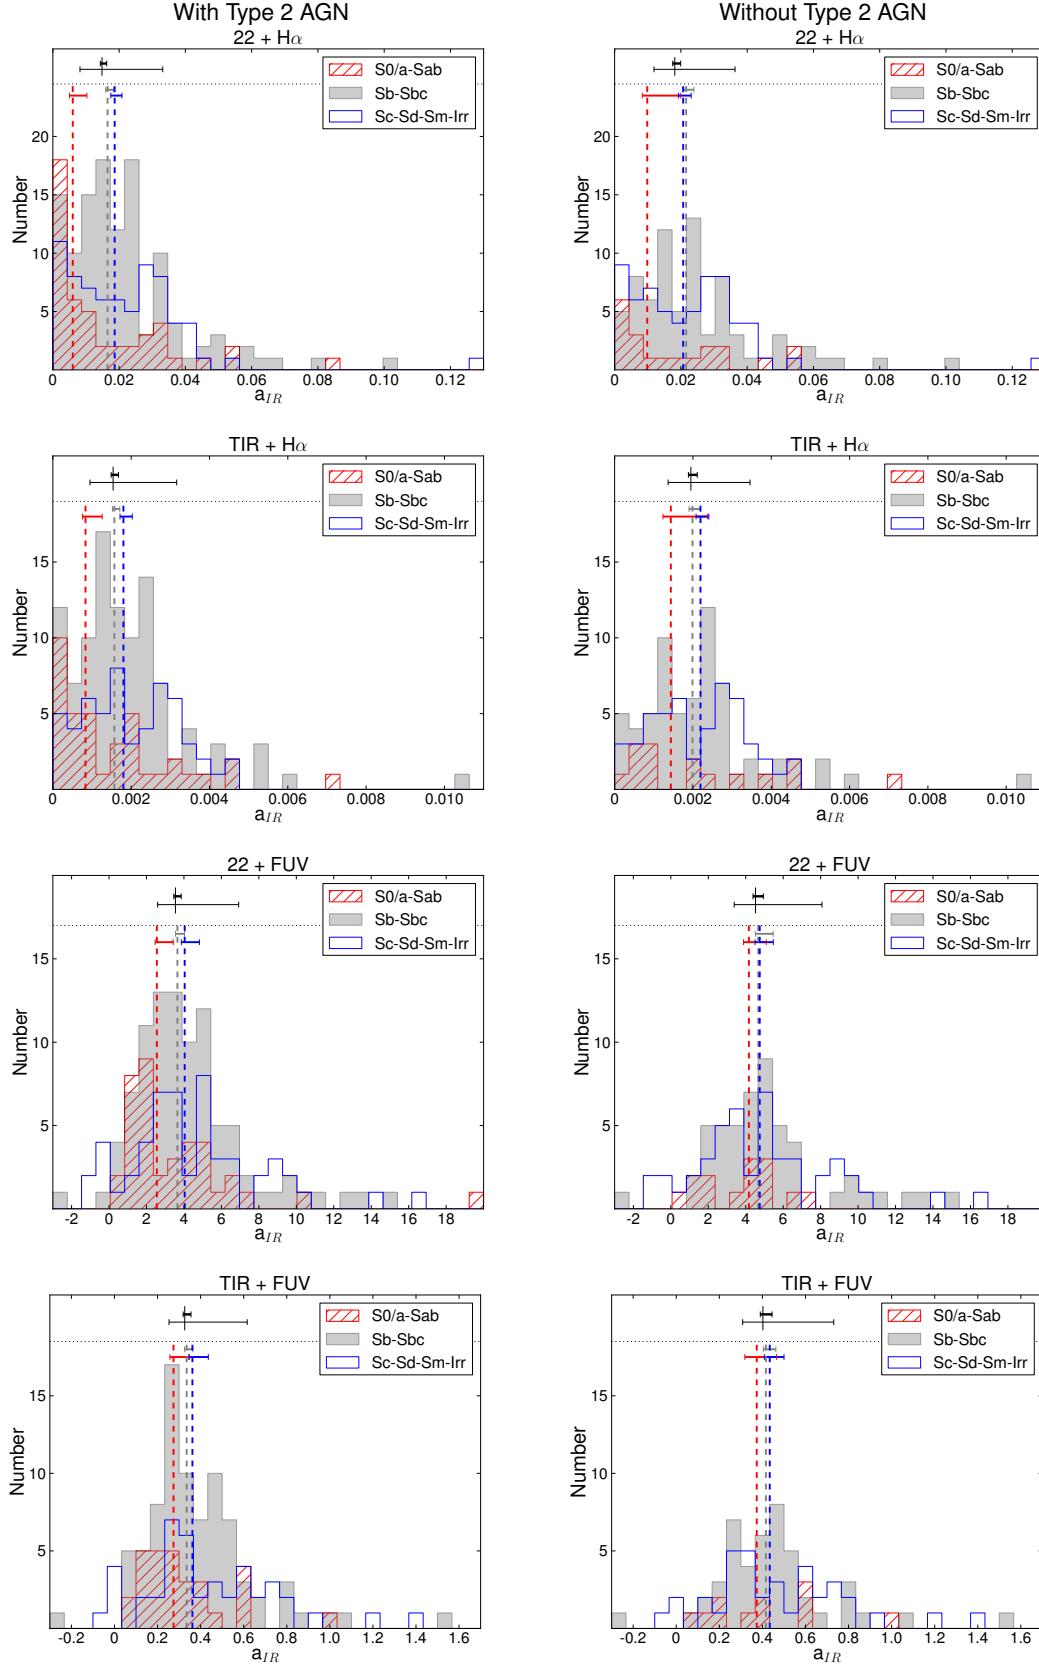 With Type 2 AGN
Without Type 2 AGN
22 + Hα
S0/a-Sab
Sb-Sbc
Sc-Sd-Sm-Irr
Number
20
15
10
5
0 0.02 0.04 0.06 0.08 0.10 0.12
a_IR
22 + Hα
S0/a-Sab
Sb-Sbc
Sc-Sd-Sm-Irr
Number
20
15
10
5
0 0.02 0.04 0.06 0.08 0.10 0.12
a_IR
TIR + Hα
S0/a-Sab
Sb-Sbc
Sc-Sd-Sm-Irr
Number
15
10
5
0 0.002 0.004 0.006 0.008 0.010
a_IR
TIR + Hα
S0/a-Sab
Sb-Sbc
Sc-Sd-Sm-Irr
Number
15
10
5
0 0.002 0.004 0.006 0.008 0.010
a_IR
22 + FUV
S0/a-Sab
Sb-Sbc
Sc-Sd-Sm-Irr
Number
15
10
5
-2 0 2 4 6 8 10 12 14 16 18
a_IR
22 + FUV
S0/a-Sab
Sb-Sbc
Sc-Sd-Sm-Irr
Number
15
10
5
-2 0 2 4 6 8 10 12 14 16 18
a_IR
TIR + FUV
S0/a-Sab
Sb-Sbc
Sc-Sd-Sm-Irr
Number
15
10
5
-0.2 0 0.2 0.4 0.6 0.8 1.0 1.2 1.4 1.6
a_IR
TIR + FUV
S0/a-Sab
Sb-Sbc
Sc-Sd-Sm-Irr
Number
15
10
5
-0.2 0 0.2 0.4 0.6 0.8 1.0 1.2 1.4 1.6
a_IR